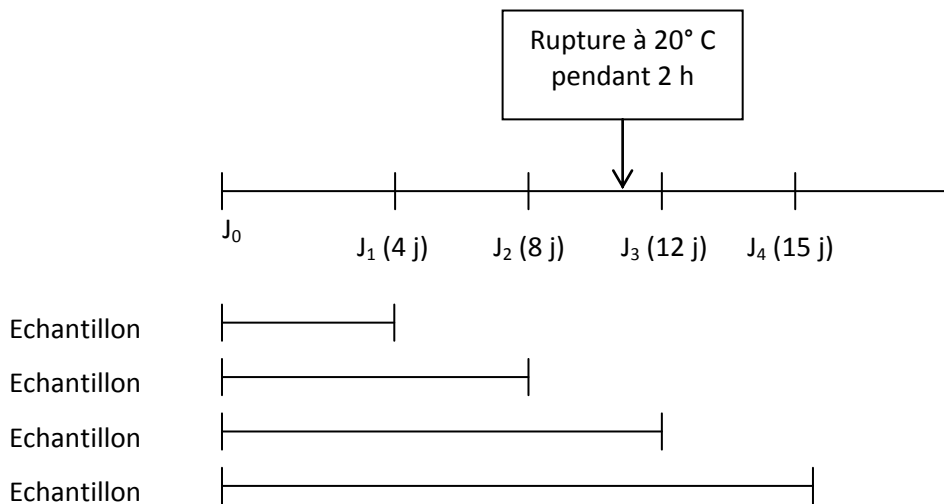 Rupture à 20° C
pendant 2 h
J₀
J₁ (4 j)
J₂ (8 j)
J₃ (12 j)
J₄ (15 j)
Echantillon
Echantillon
Echantillon
Echantillon